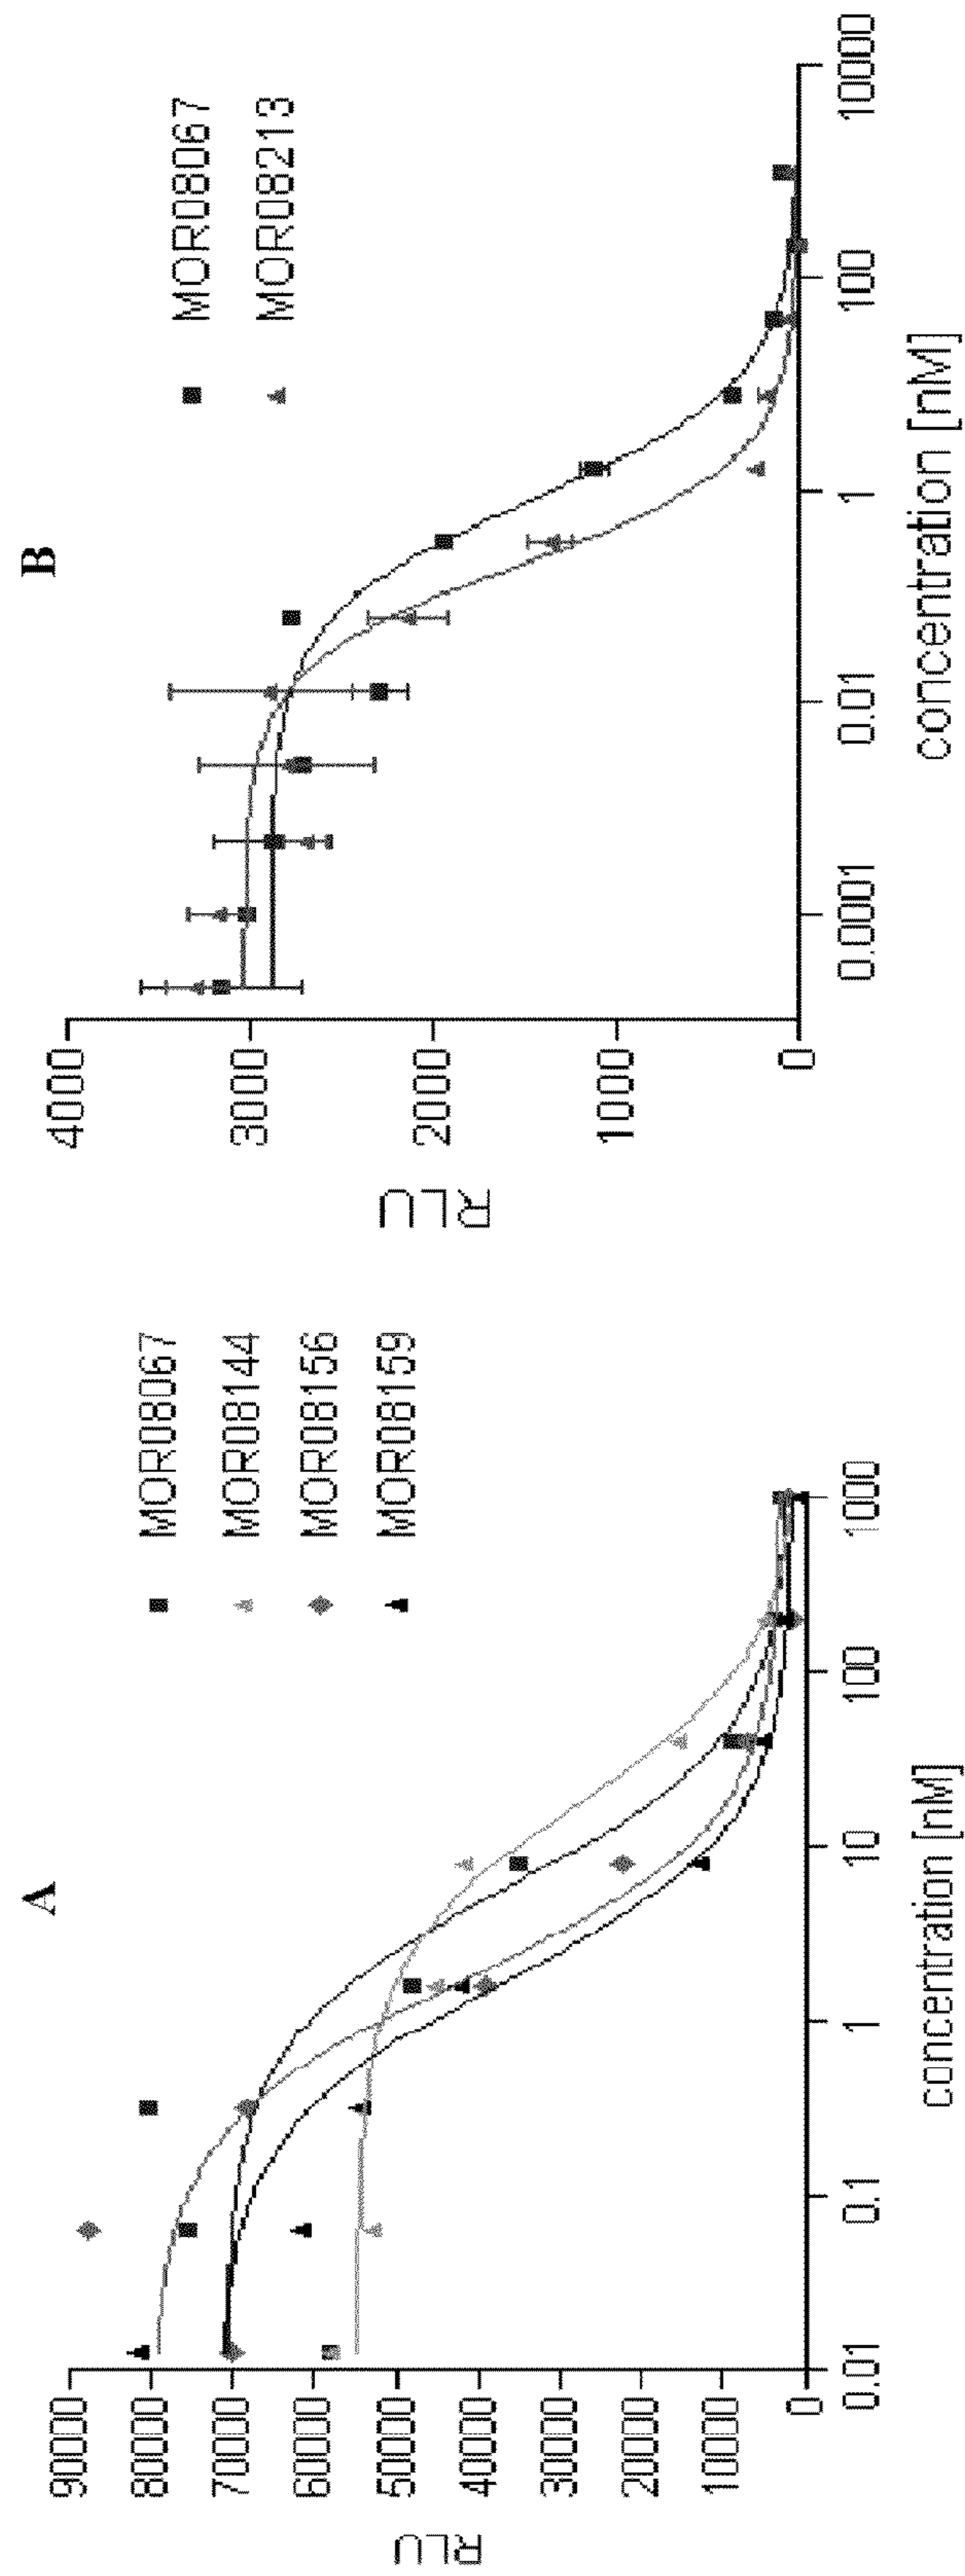 A
RLU
90000
80000
70000
60000
50000
40000
30000
20000
10000
0
0.01
0.1
1
10
100
1000
concentration [nM]
MOR08067
MOR08144
MOR08156
MOR08159
B
RLU
4000
3000
2000
1000
0
0.0001
0.01
1
100
10000
concentration [nM]
MOR08067
MOR08213